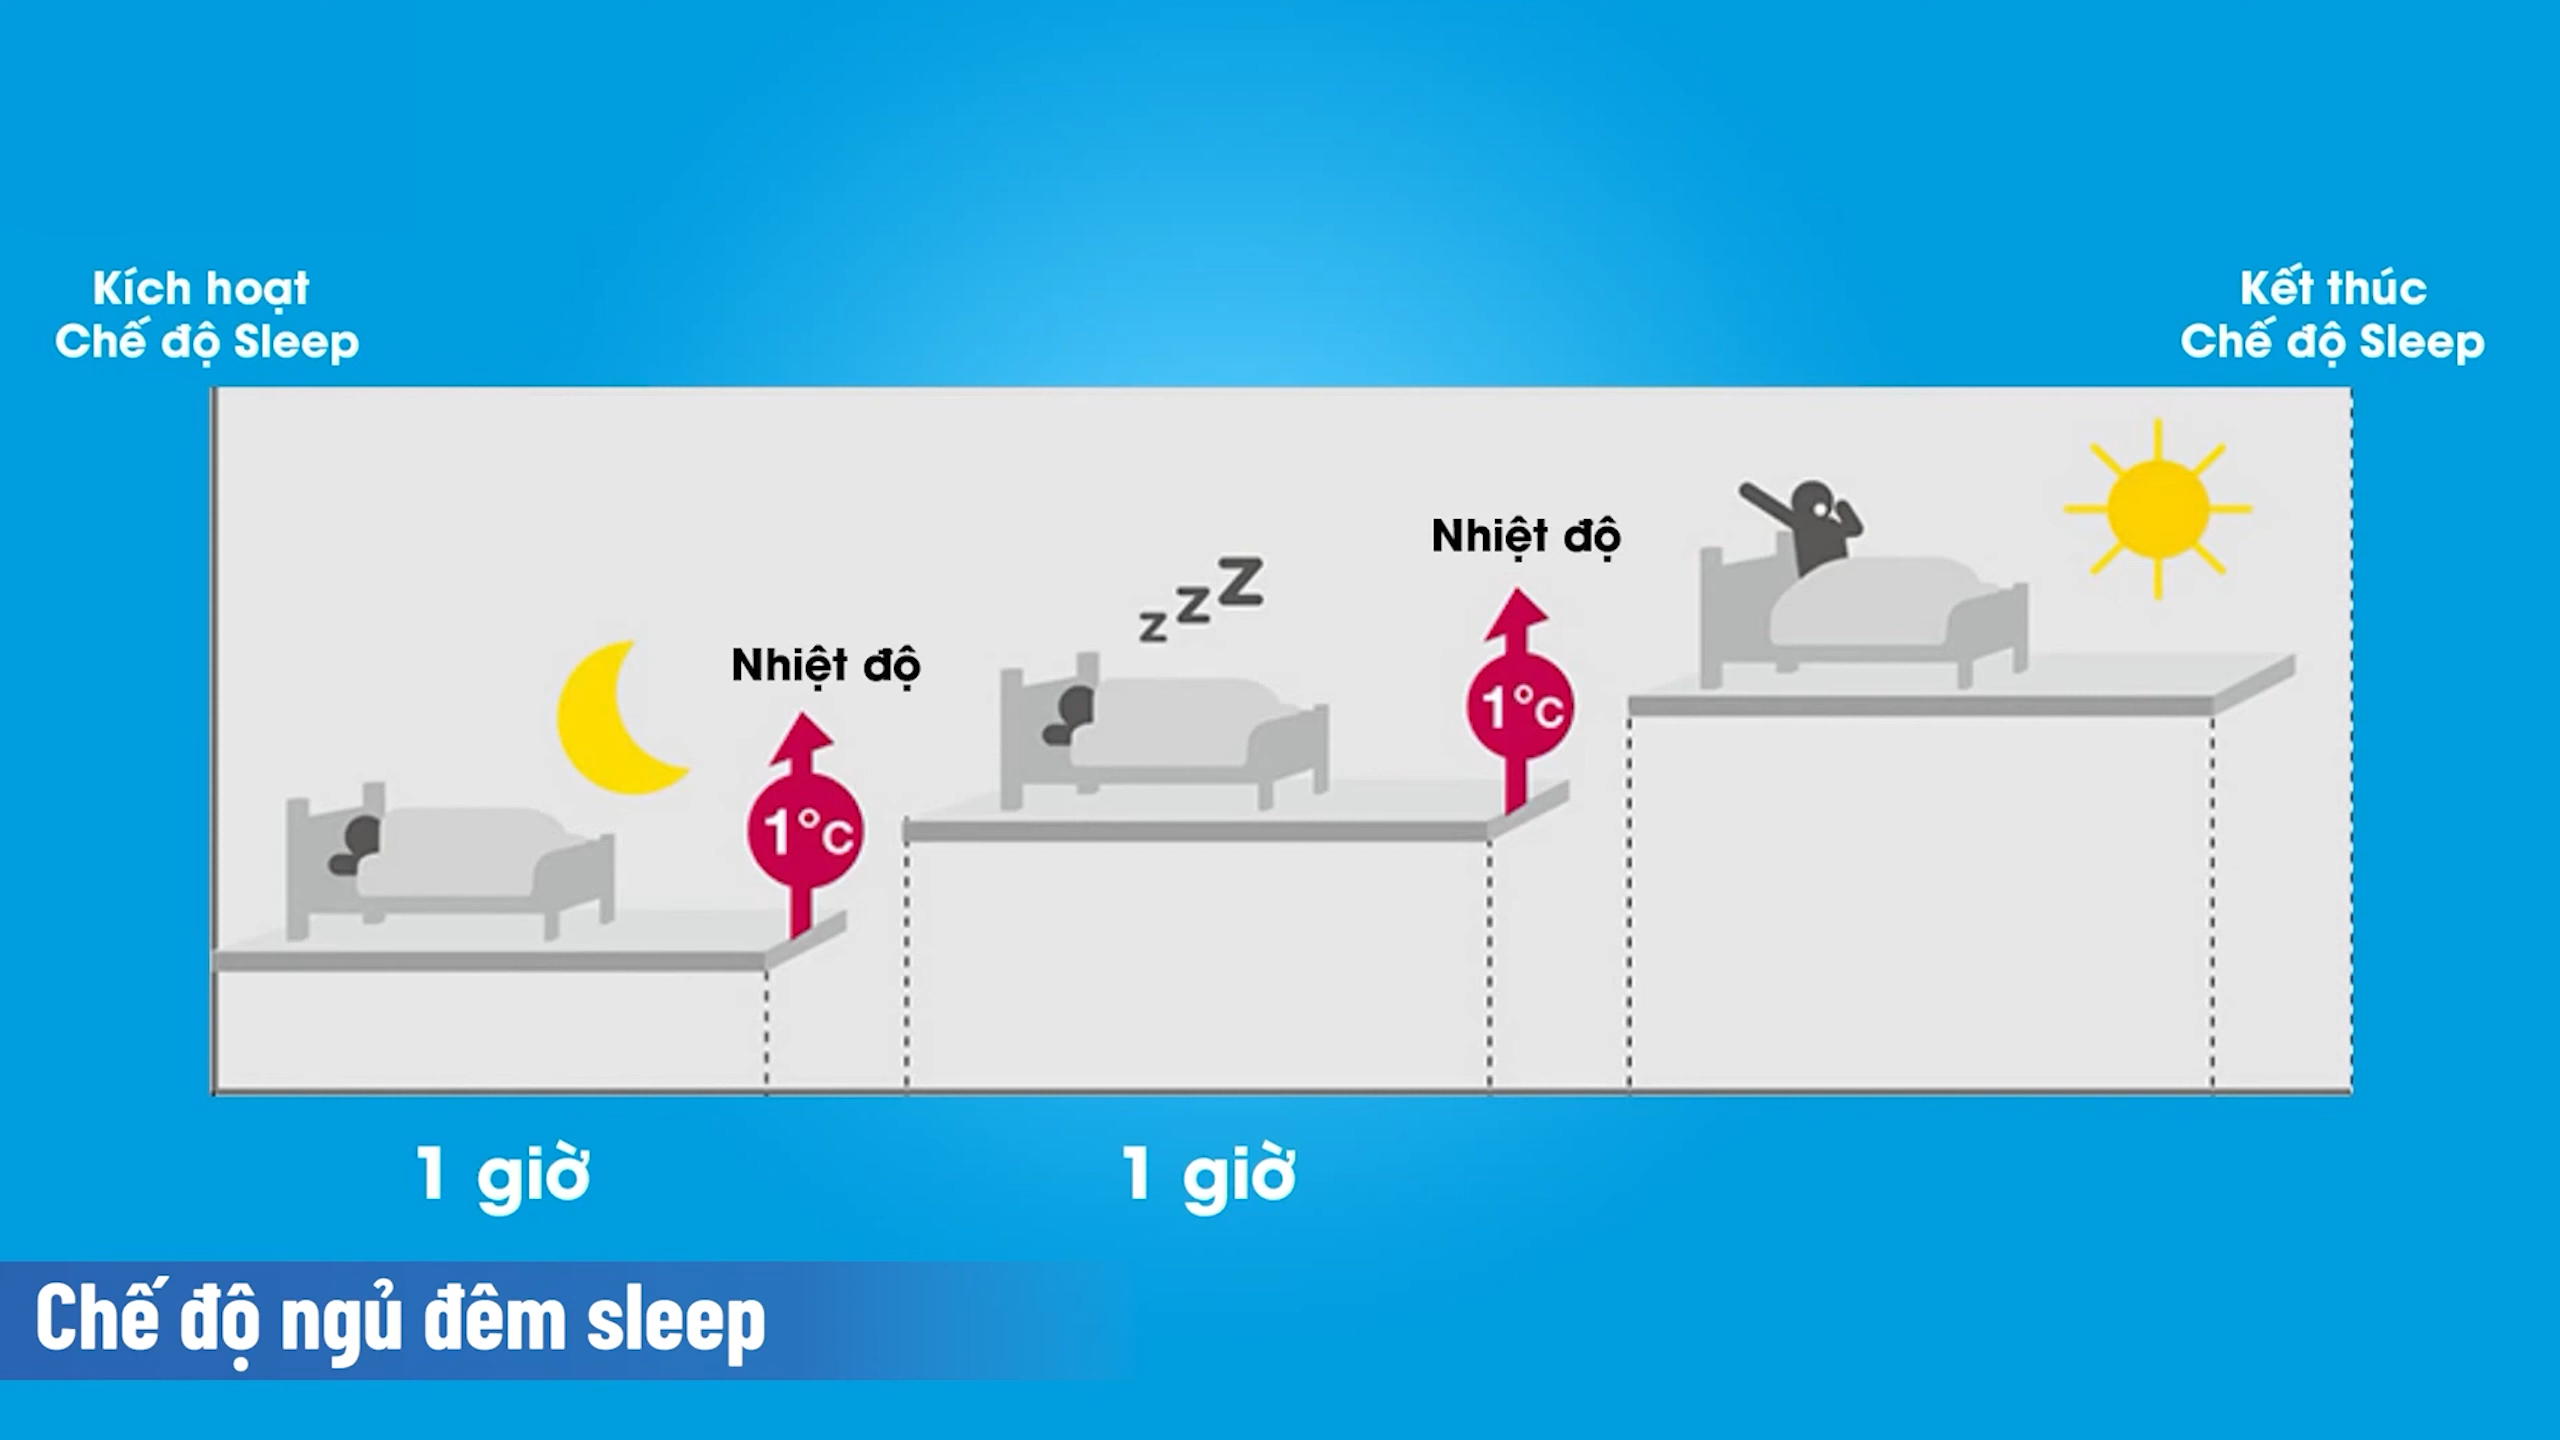 Kích hoạt
Chế độ Sleep
Kết thúc
Chế độ Sleep
Nhiệt độ
1°C
z z Z
Nhiệt độ
1°C
1 giờ
1 giờ
Chế độ ngủ đêm sleep